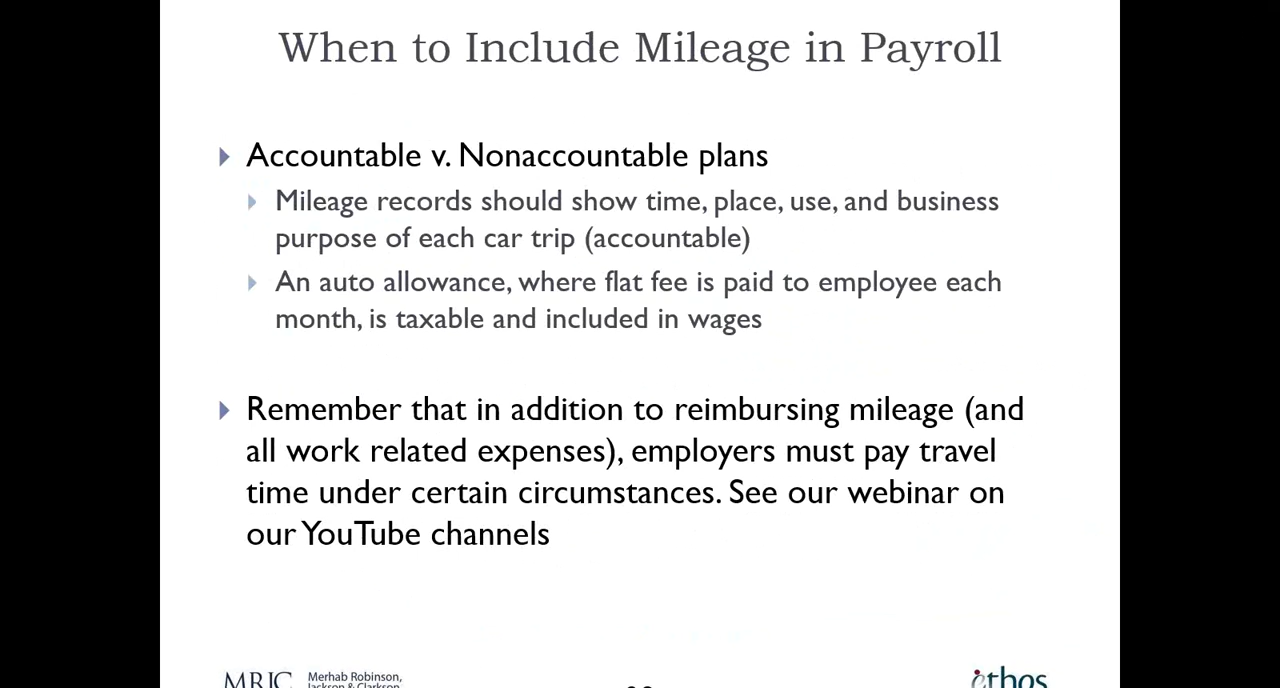 When to Include Mileage in Payroll
Accountable v. Nonaccountable plans
Mileage records should show time, place, use, and business
purpose of each car trip (accountable)
An auto allowance, where flat fee is paid to employee each
month, is taxable and included in wages
Remember that in addition to reimbursing mileage (and
all work related expenses), employers must pay travel
time under certain circumstances. See our webinar on
our YouTube channels
MRJC
Merhab Robinson,
Jackson & Clarkson
ethos